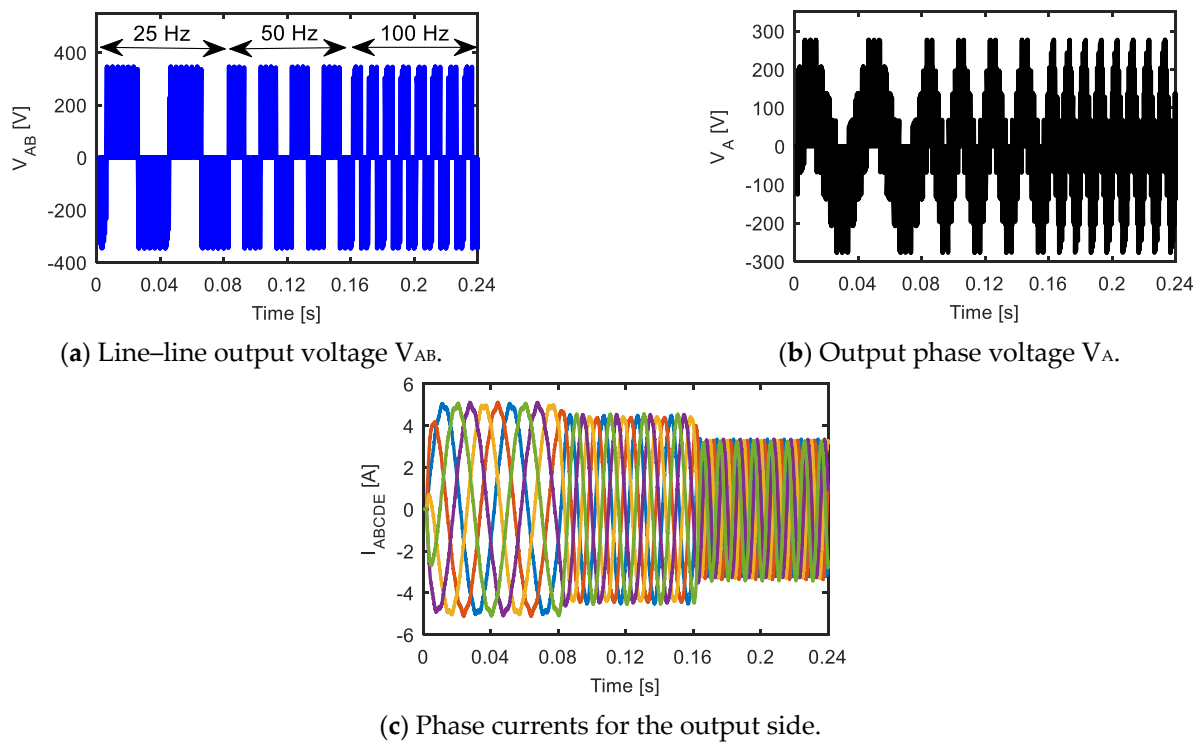 25 Hz 50 Hz 100 Hz
400
200
0
-200
-400
V_AB [V]
0 0.04 0.08 0.12 0.16 0.2 0.24
Time [s]
(a) Line–line output voltage VAB.
300
200
100
0
-100
-200
-300
V_A [V]
0 0.04 0.08 0.12 0.16 0.2 0.24
Time [s]
(b) Output phase voltage VA.
6
4
2
0
-2
-4
-6
I_ABCDE [A]
0 0.04 0.08 0.12 0.16 0.2 0.24
Time [s]
(c) Phase currents for the output side.